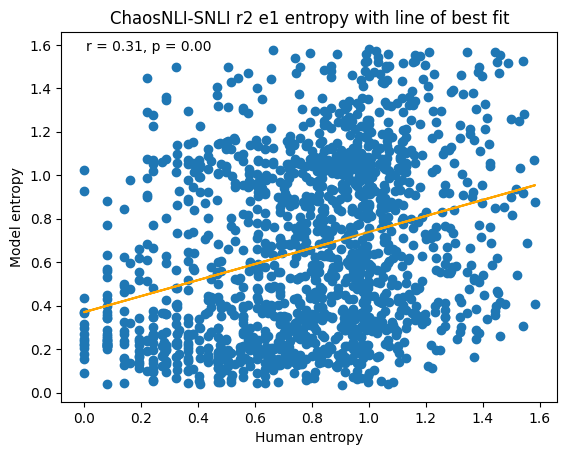 ChaosNLI-SNLI r2 e1 entropy with line of best fit
r = 0.31, p = 0.00
Model entropy
1.6
1.4
1.2
1.0
0.8
0.6
0.4
0.2
0.0
0.0 0.2 0.4 0.6 0.8 1.0 1.2 1.4 1.6
Human entropy